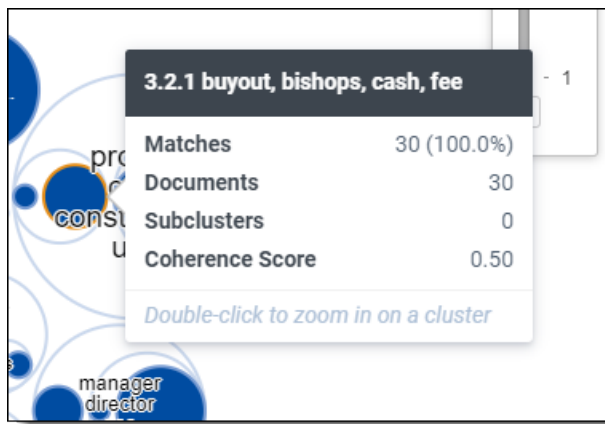 3.2.1 buyout, bishops, cash, fee
Matches 30 (100.0%)
Documents 30
Subclusters 0
Coherence Score 0.50
Double-click to zoom in on a cluster
- 1
manager
director